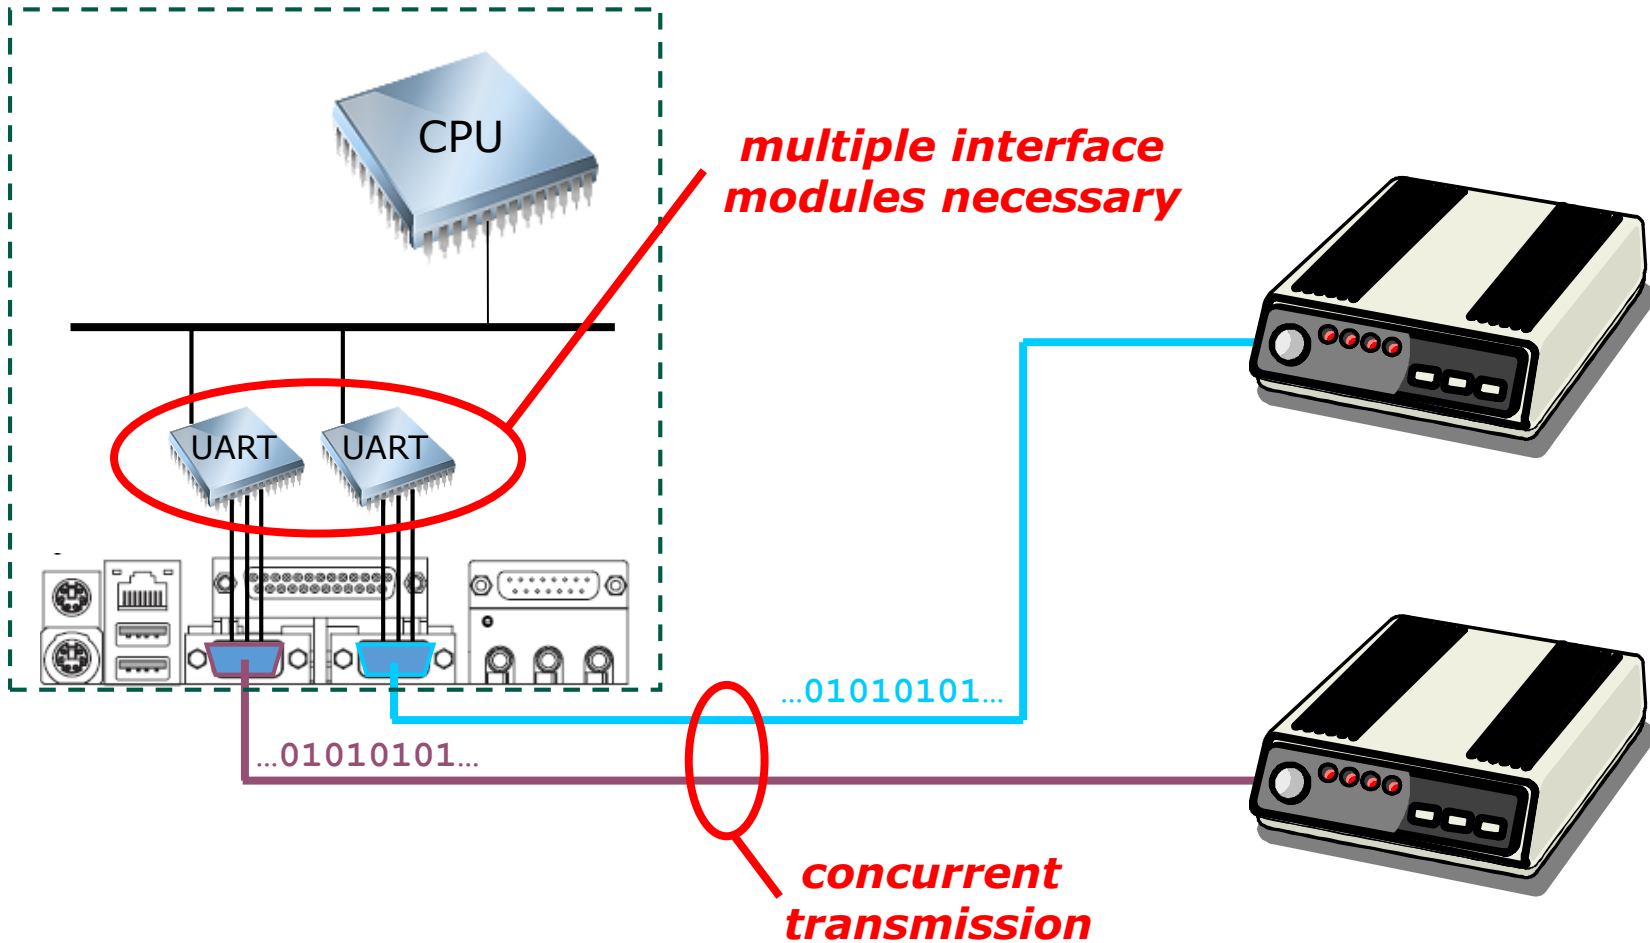 CPU
multiple interface
modules necessary
UART
UART
...01010101...
...01010101...
concurrent
transmission